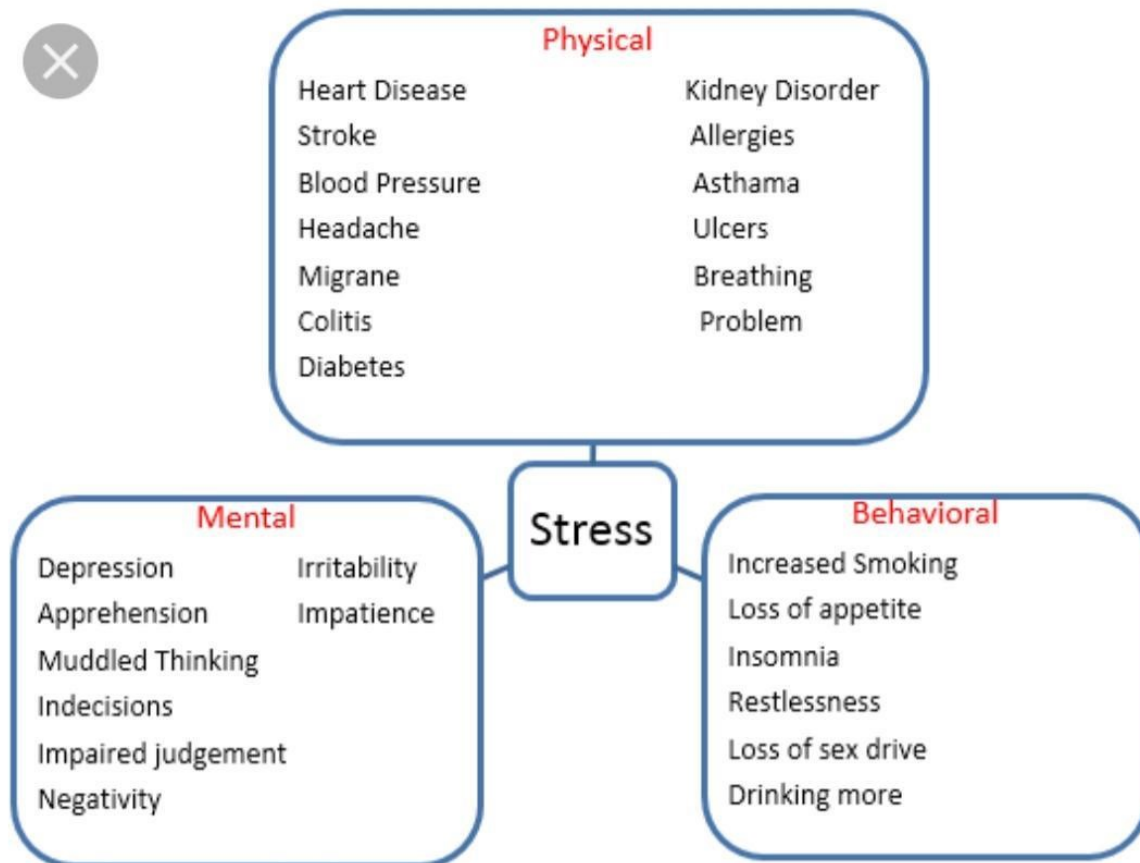 Physical
Heart Disease
Stroke
Blood Pressure
Headache
Migrane
Colitis
Diabetes
Kidney Disorder
Allergies
Asthama
Ulcers
Breathing
Problem
Stress
Mental
Depression
Apprehension
Muddled Thinking
Indecisions
Impaired judgement
Negativity
Irritability
Impatience
Behavioral
Increased Smoking
Loss of appetite
Insomnia
Restlessness
Loss of sex drive
Drinking more